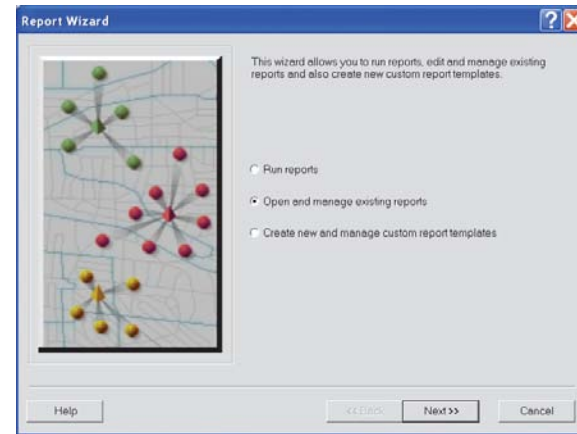 Report Wizard
This wizard allows you to run reports, edit and manage existing
reports and also create new custom report templates.
Run reports
Open and manage existing reports
Create new and manage custom report templates
Help
<< Back
Next >>
Cancel